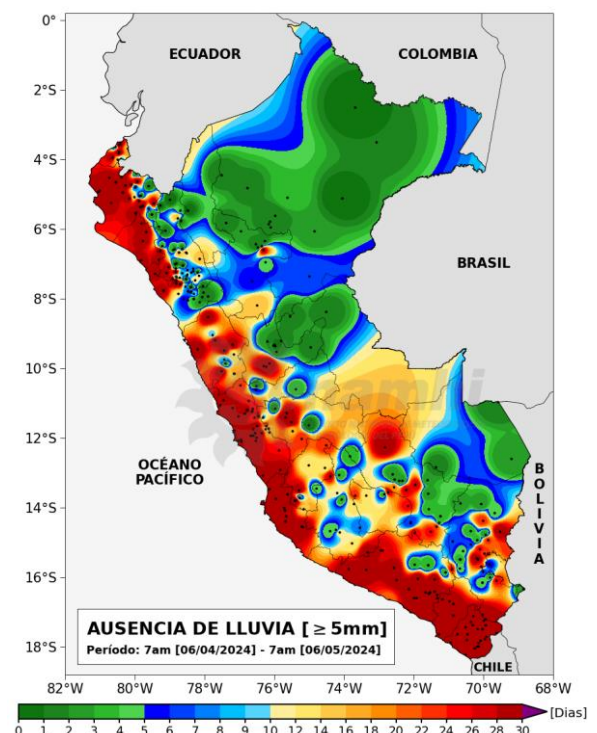 0°
ECUADOR
COLOMBIA
2°S
4°S
6°S
BRASIL
8°S
10°S
12°S
OCÉANO
PACÍFICO
B
O
L
I
V
I
A
14°S
16°S
AUSENCIA DE LLUVIA [ ≥ 5mm]
Período: 7am [06/04/2024] - 7am [06/05/2024]
18°S
CHILE
82°W 80°W 78°W 76°W 74°W 72°W 70°W 68°W
[Dias]
0 1 2 3 4 5 6 7 8 9 10 12 14 16 18 20 22 24 26 28 30